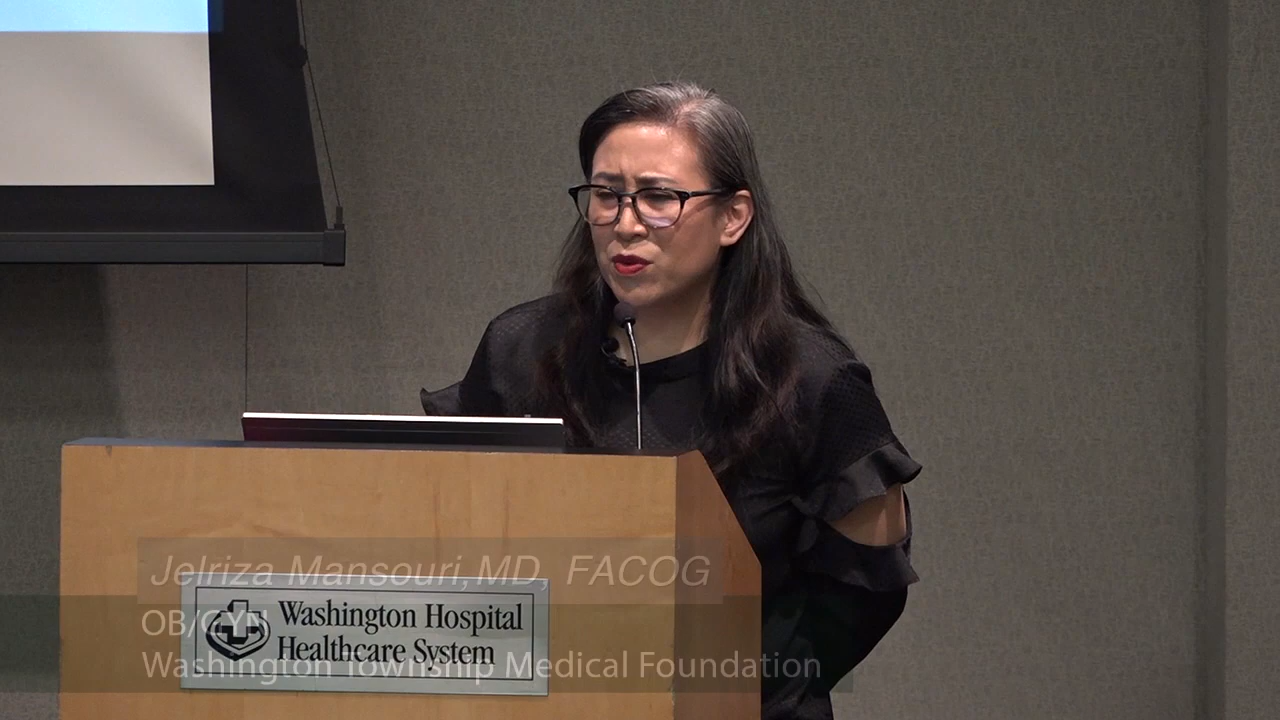 Jelriza Mansouri, MD, FACOG
OB/GYN
Washington Township Medical Foundation
Washington Hospital
Healthcare System